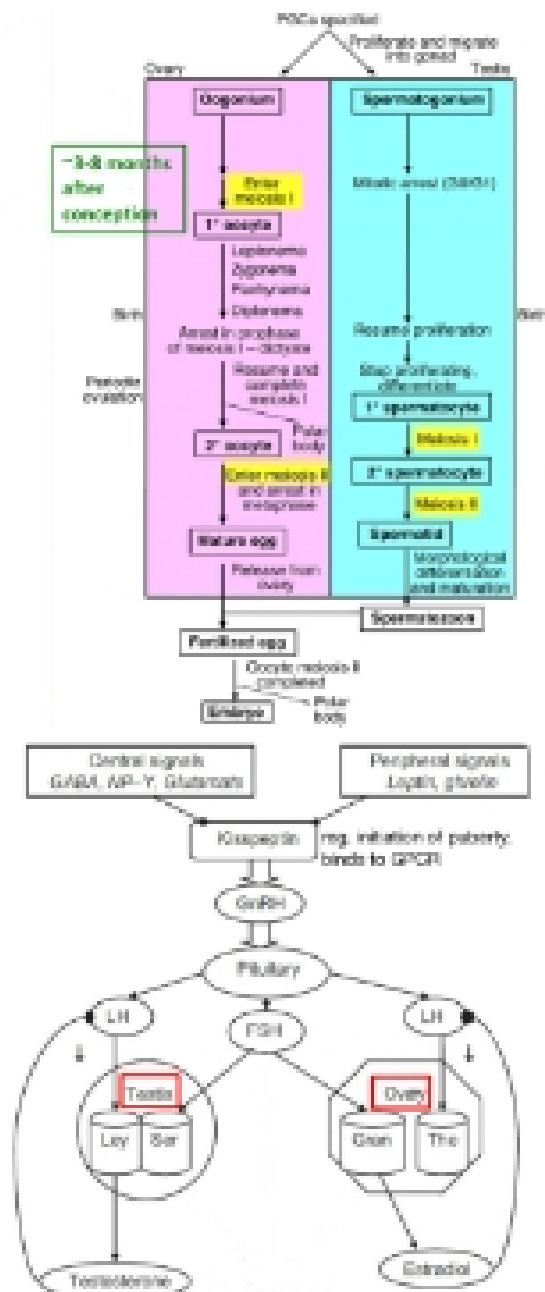 PGCs specified
Proliferate and migrate
into gonad
Ovary
Testis
Oogonium
Spermatogonium
~3-8 months
after
conception
Enter
meiosis I
Mitotic arrest
1° oocyte
Leptonema
Zygonema
Pachynema
Diplonema
Birth
Birth
Arrest in prophase
of meiosis I – dictyate
Resume proliferation
Periodic
ovulation
Resume and
complete
meiosis I
Stop proliferating,
differentiate
1° spermatocyte
Polar
body
Meiosis I
2° oocyte
2° spermatocyte
Enter meiosis II
and arrest in
metaphase
Meiosis II
Mature egg
Spermatid
Release from
ovary
Morphological
differentiation
and maturation
Spermatozoon
Fertilized egg
Oocyte meiosis II
completed
Polar
body
Embryo
Central signals
GABA, NP-Y, Glutamate
Peripheral signals
Leptin, ghrelin
Kisspeptin
reg. initiation of puberty,
binds to GPCR
GnRH
Pituitary
LH
FSH
LH
Testis
Ovary
Ley
Ser
Gran
The
Testosterone
Estradiol